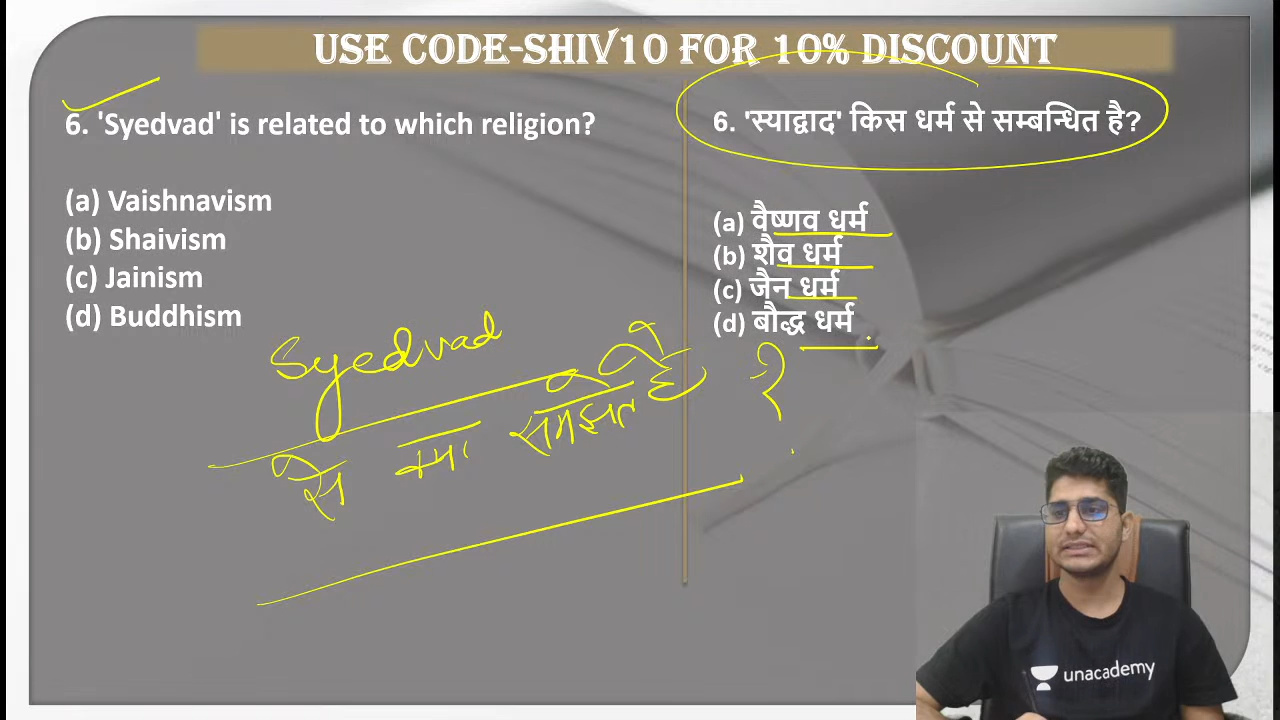 USE CODE-SHIV10 FOR 10% DISCOUNT
6. 'Syedvad' is related to which religion?
(a) Vaishnavism
(b) Shaivism
(c) Jainism
(d) Buddhism
6. 'स्याद्वाद' किस धर्म से सम्बन्धित है?
(a) वैष्णव धर्म
(b) शैव धर्म
(c) जैन धर्म
(d) बौद्ध धर्म
Syedvad
से क्या समझते है ?
unacademy